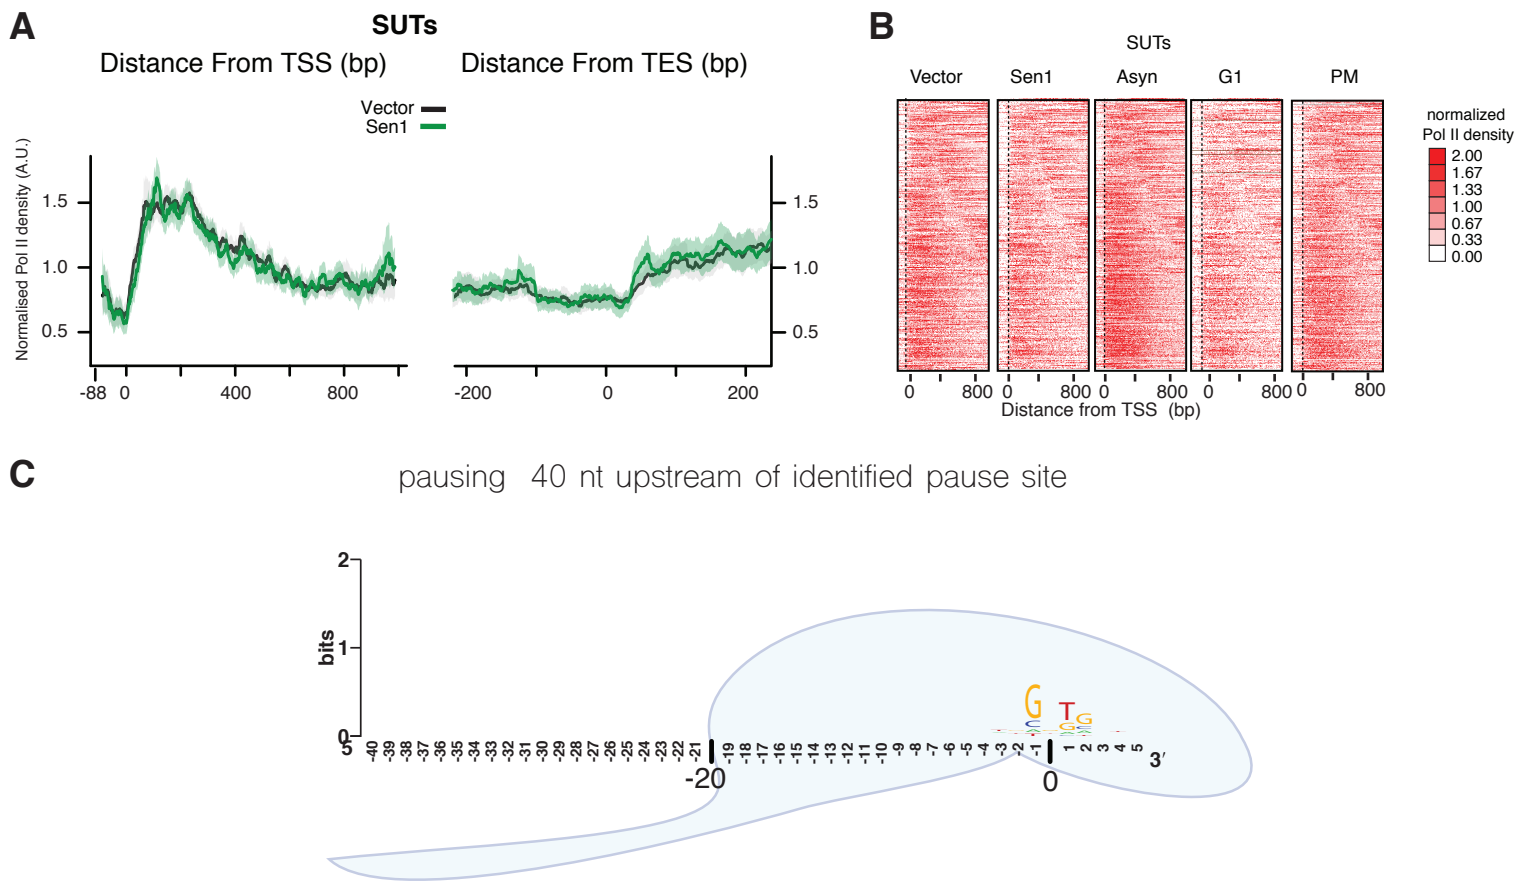 A
SUTs
Distance From TSS (bp)
Distance From TES (bp)
Vector
Sen1
Normalised Pol II density (A.U.)
1.5
1.0
0.5
1.5
1.0
0.5
-88 0 400 800
-200 0 200
B
SUTs
Vector Sen1 Asyn G1 PM
normalized
Pol II density
2.00
1.67
1.33
1.00
0.67
0.33
0.00
0 800 0 800 0 800 0 800 0 800
Distance from TSS (bp)
C
pausing 40 nt upstream of identified pause site
bits
2
1
0
G
C
A
T
G
A
G
C
A
5′ -40 -39 -38 -37 -36 -35 -34 -33 -32 -31 -30 -29 -28 -27 -26 -25 -24 -23 -22 -21 -19 -18 -17 -16 -15 -14 -13 -12 -11 -10 -9 -8 -7 -6 -5 -4 -3 -2 -1 1 2 3 4 5 3′
-20 0